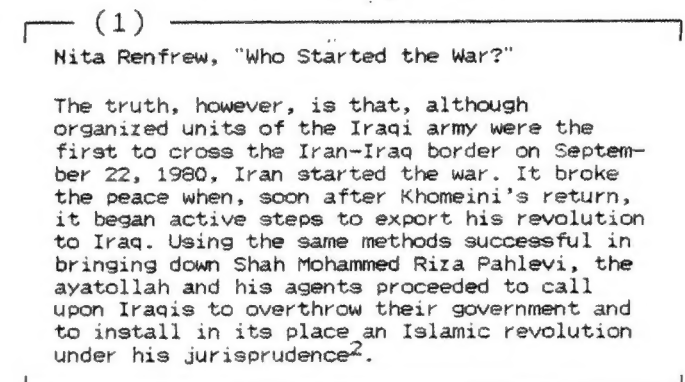 (1)
Nita Renfrew, "Who Started the War?"
The truth, however, is that, although
organized units of the Iraqi army were the
first to cross the Iran-Iraq border on Septem-
ber 22, 1980, Iran started the war. It broke
the peace when, soon after Khomeini's return,
it began active steps to export his revolution
to Iraq. Using the same methods successful in
bringing down Shah Mohammed Riza Pahlevi, the
ayatollah and his agents proceeded to call
upon Iraqis to overthrow their government and
to install in its place an Islamic revolution
under his jurisprudence2.